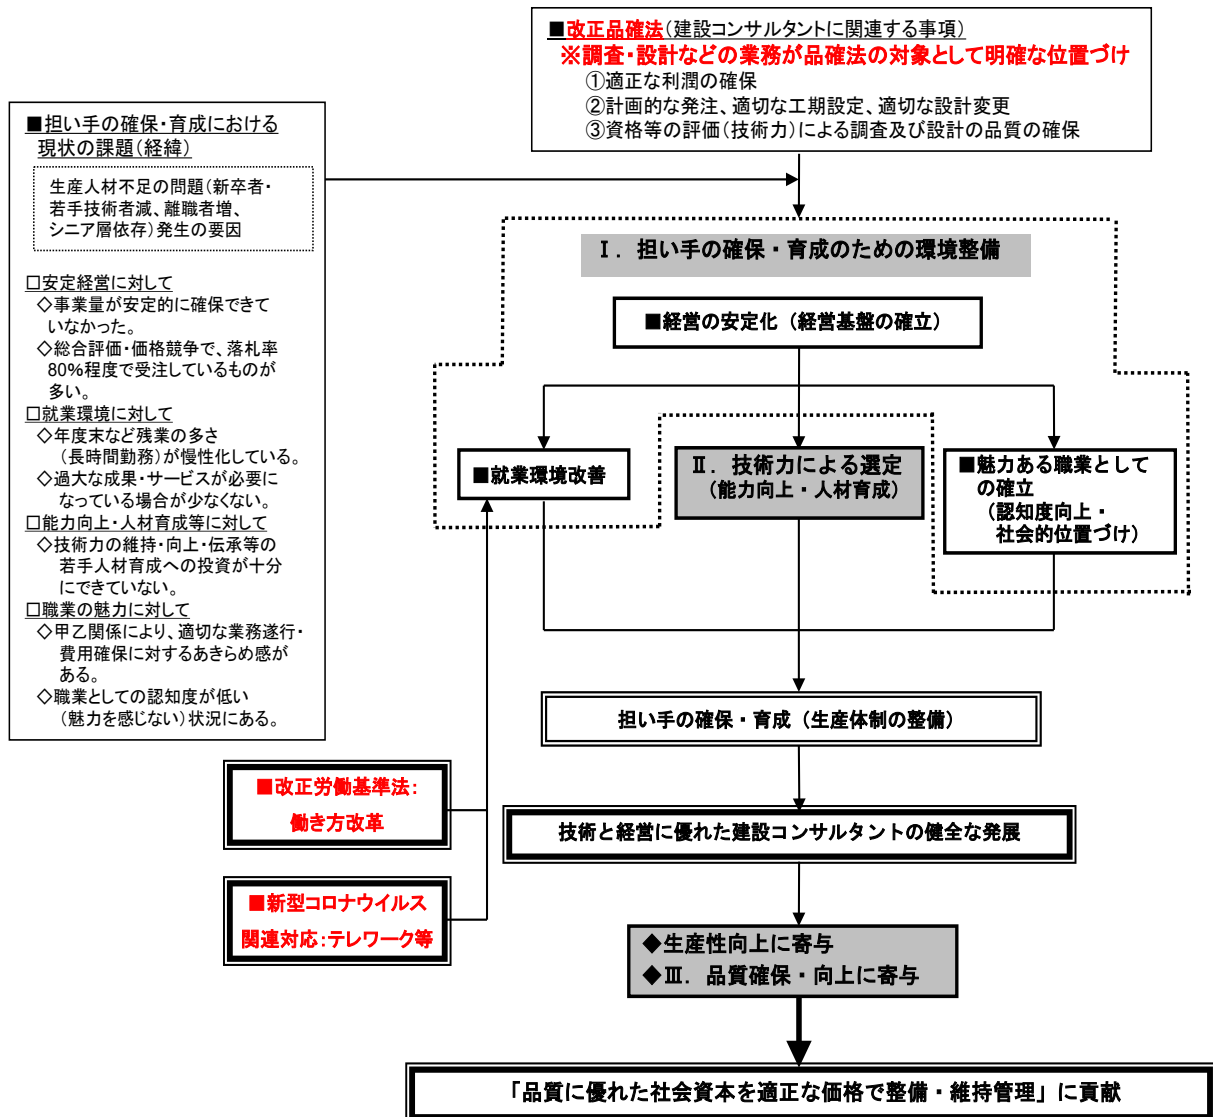 ■改正品確法(建設コンサルタントに関連する事項)
※調査・設計などの業務が品確法の対象として明確な位置づけ
①適正な利潤の確保
②計画的な発注、適切な工期設定、適切な設計変更
③資格等の評価(技術力)による調査及び設計の品質の確保
■担い手の確保・育成における
現状の課題(経緯)
生産人材不足の問題(新卒者・
若手技術者減、離職者増、
シニア層依存)発生の要因
□安定経営に対して
◇事業量が安定的に確保できて
いなかった。
◇総合評価・価格競争で、落札率
80%程度で受注しているものが
多い。
□就業環境に対して
◇年度末など残業の多さ
(長時間勤務)が慢性化している。
◇過大な成果・サービスが必要に
なっている場合が少なくない。
□能力向上・人材育成等に対して
◇技術力の維持・向上・伝承等の
若手人材育成への投資が十分
にできていない。
□職業の魅力に対して
◇甲乙関係により、適切な業務遂行・
費用確保に対するあきらめ感が
ある。
◇職業としての認知度が低い
(魅力を感じない)状況にある。
Ⅰ．担い手の確保・育成のための環境整備
■経営の安定化（経営基盤の確立）
■就業環境改善
Ⅱ．技術力による選定
（能力向上・人材育成）
■魅力ある職業として
の確立
（認知度向上・
社会的位置づけ）
担い手の確保・育成（生産体制の整備）
■改正労働基準法：
働き方改革
技術と経営に優れた建設コンサルタントの健全な発展
■新型コロナウイルス
関連対応：テレワーク等
◆生産性向上に寄与
◆Ⅲ．品質確保・向上に寄与
「品質に優れた社会資本を適正な価格で整備・維持管理」に貢献